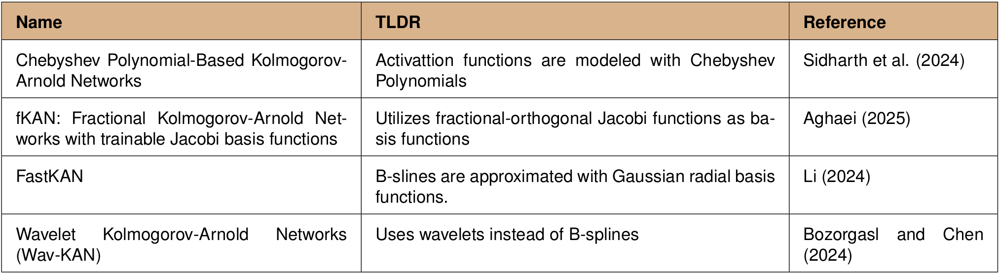 Name
TLDR
Reference
Chebyshev Polynomial-Based Kolmogorov-
Arnold Networks
Activattion functions are modeled with Chebyshev
Polynomials
Sidharth et al. (2024)
fKAN: Fractional Kolmogorov-Arnold Net-
works with trainable Jacobi basis functions
Utilizes fractional-orthogonal Jacobi functions as ba-
sis functions
Aghaei (2025)
FastKAN
B-slines are approximated with Gaussian radial basis
functions.
Li (2024)
Wavelet Kolmogorov-Arnold Networks
(Wav-KAN)
Uses wavelets instead of B-splines
Bozorgasl and Chen
(2024)